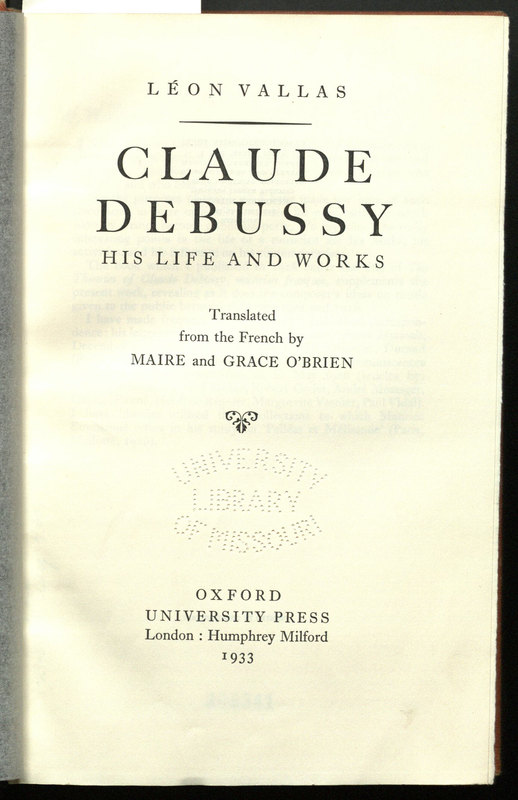 LÉON VALLAS
CLAUDE
DEBUSSY
HIS LIFE AND WORKS
Translated
from the French by
MAIRE and GRACE O'BRIEN
UNIVERSITY
LIBRARY
OF MISSOURI
OXFORD
UNIVERSITY PRESS
London : Humphrey Milford
1933